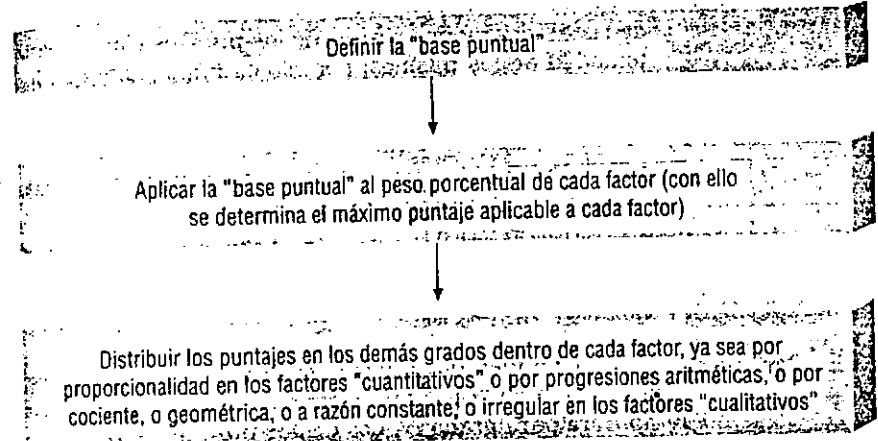 Definir la "base puntual"
Aplicar la "base puntual" al peso porcentual de cada factor (con ello
se determina el máximo puntaje aplicable a cada factor)
Distribuir los puntajes en los demás grados dentro de cada factor, ya sea por
proporcionalidad en los factores "cuantitativos" o por progresiones aritméticas, o por
cociente, o geométrica, o a razón constante, o irregular en los factores "cualitativos"